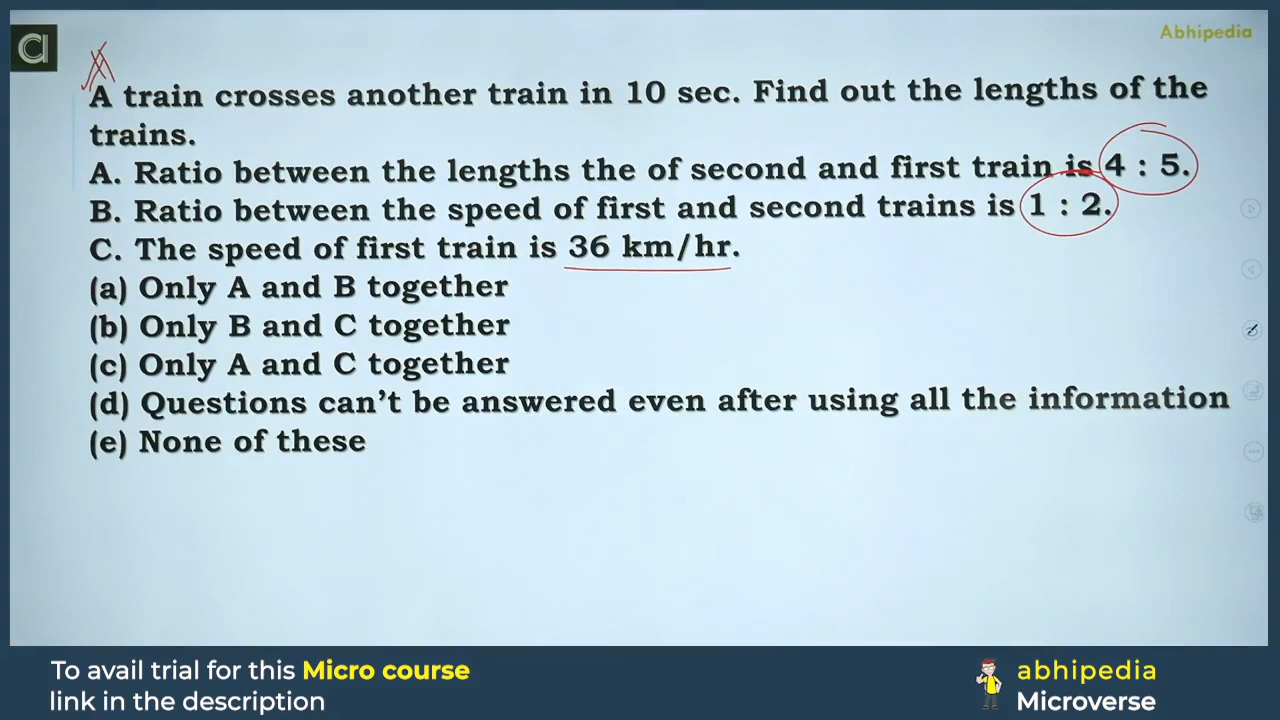 Abhipedia
A train crosses another train in 10 sec. Find out the lengths of the
trains.
A. Ratio between the lengths the of second and first train is 4 : 5.
B. Ratio between the speed of first and second trains is 1 : 2.
C. The speed of first train is 36 km/hr.
(a) Only A and B together
(b) Only B and C together
(c) Only A and C together
(d) Questions can't be answered even after using all the information
(e) None of these
To avail trial for this Micro course
link in the description
abhipedia
Microverse